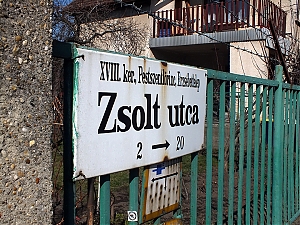 XVIII. ker. Pestszentlőrinc Erzsébettelep
Zsolt utca
2 → 20